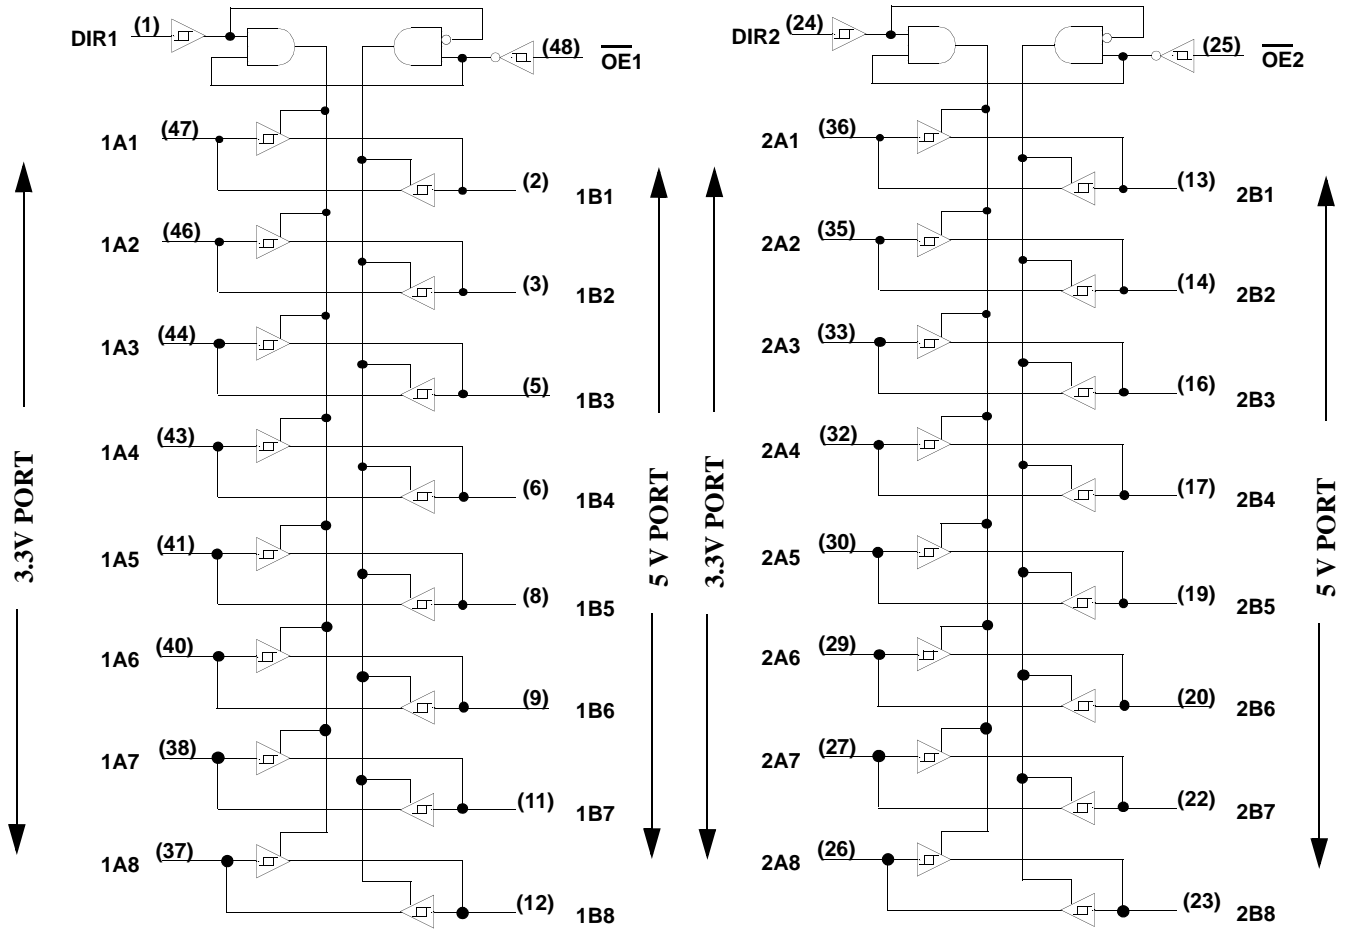 DIR1 (1) (48) OE1
1A1 (47) (2) 1B1
1A2 (46) (3) 1B2
1A3 (44) (5) 1B3
1A4 (43) (6) 1B4
1A5 (41) (8) 1B5
1A6 (40) (9) 1B6
1A7 (38) (11) 1B7
1A8 (37) (12) 1B8
3.3V PORT
5 V PORT
DIR2 (24) (25) OE2
2A1 (36) (13) 2B1
2A2 (35) (14) 2B2
2A3 (33) (16) 2B3
2A4 (32) (17) 2B4
2A5 (30) (19) 2B5
2A6 (29) (20) 2B6
2A7 (27) (22) 2B7
2A8 (26) (23) 2B8
3.3V PORT
5 V PORT